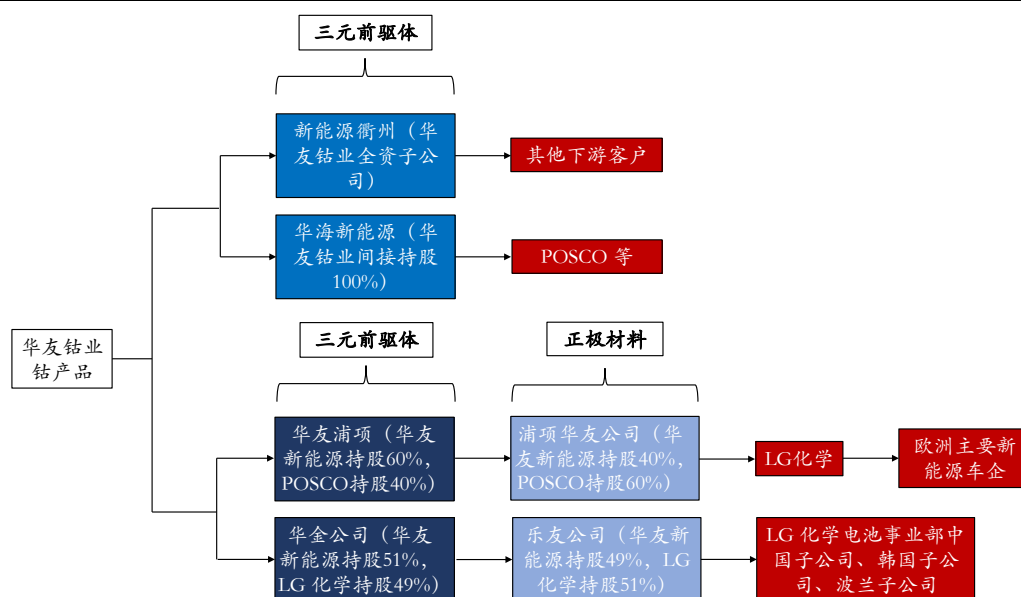 三元前驱体
新能源衢州（华
友钴业全资子公
司）
其他下游客户
华海新能源（华
友钴业间接持股
100%）
POSCO 等
华友钴业
钴产品
三元前驱体
正极材料
华友浦项（华友
新能源持股60%，
POSCO持股40%）
浦项华友公司（华
友新能源持股40%，
POSCO持股60%）
LG化学
欧洲主要新
能源车企
华金公司（华友
新能源持股51%，
LG 化学持股49%）
乐友公司（华友新
能源持股49%，LG
化学持股51%）
LG 化学电池事业部中
国子公司、韩国子公
司、波兰子公司